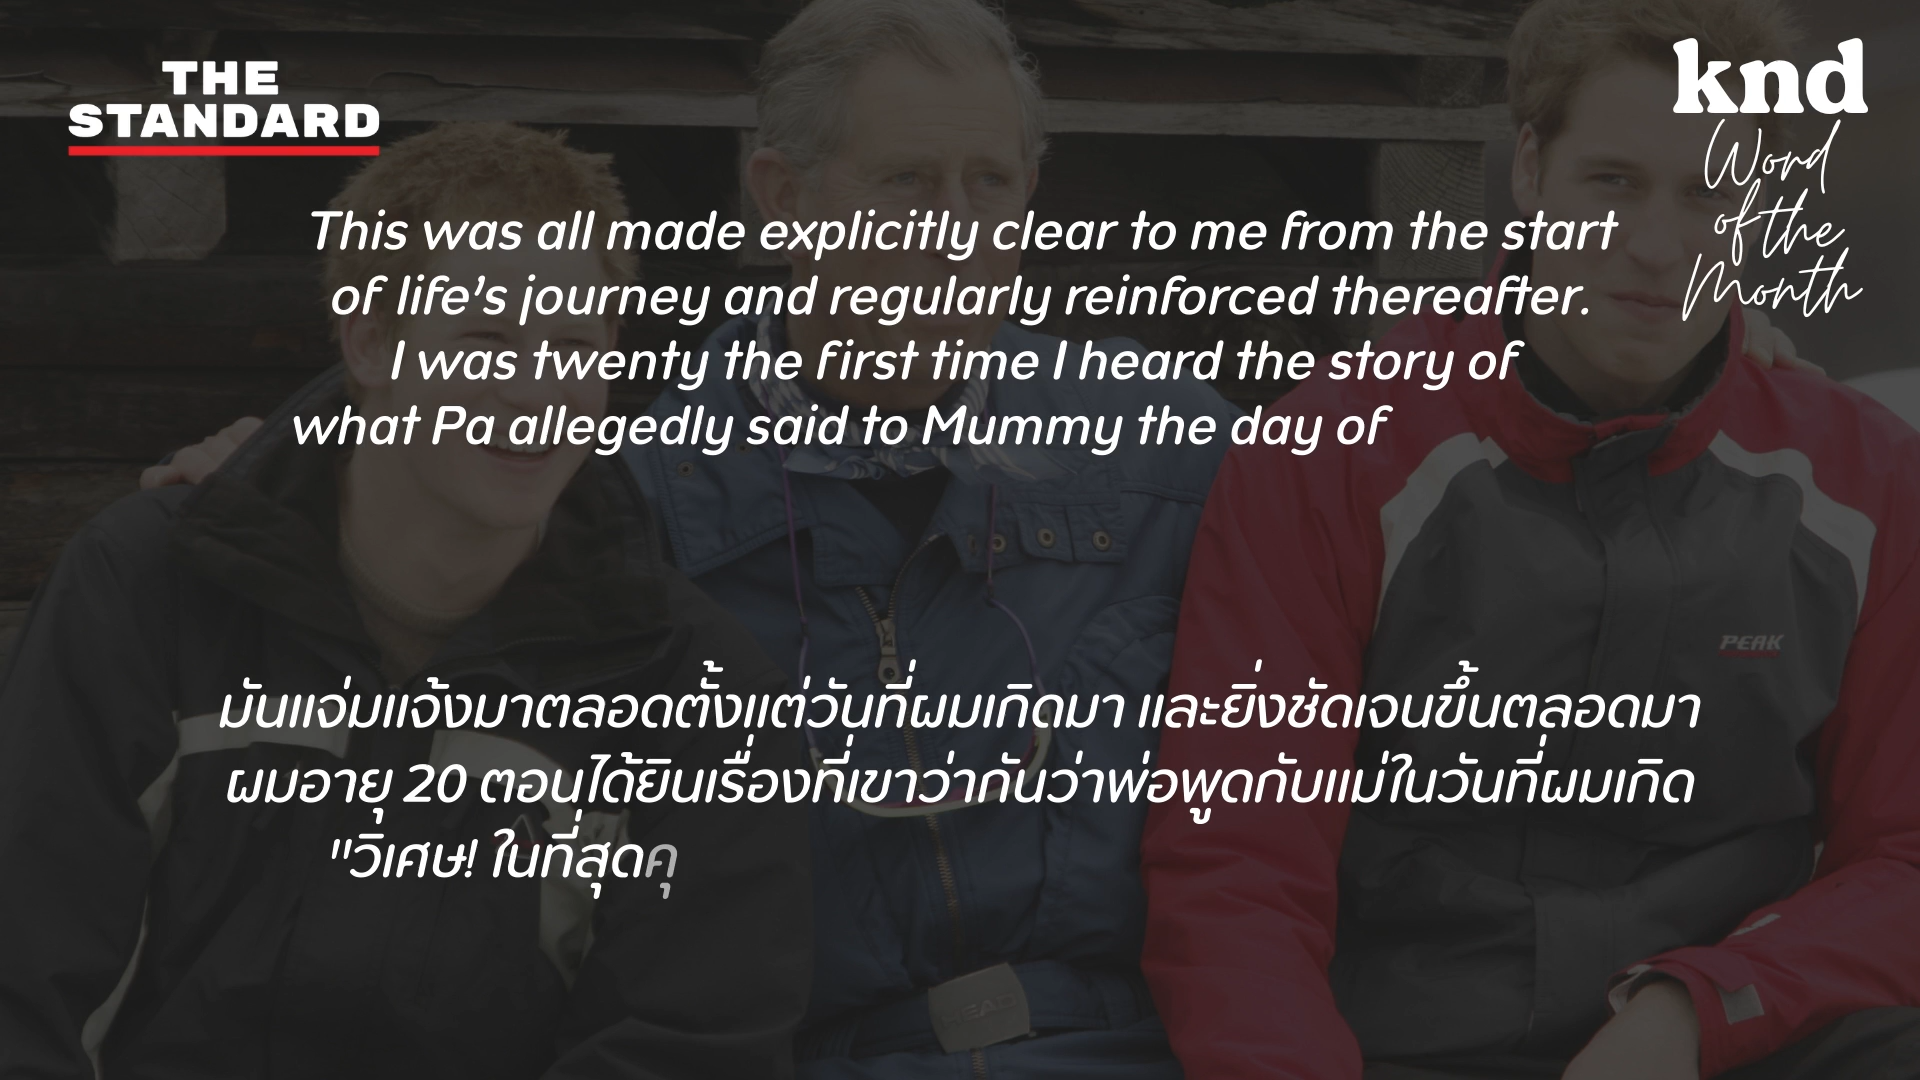 THE
STANDARD
knd
Word
of the
Month
This was all made explicitly clear to me from the start
of life's journey and regularly reinforced thereafter.
I was twenty the first time I heard the story of
what Pa allegedly said to Mummy the day of
PEAK
มันแจ่มแจ้งมาตลอดตั้งแต่วันที่ผมเกิดมา และยิ่งชัดเจนขึ้นตลอดมา
ผมอายุ 20 ตอนได้ยินเรื่องที่เขาว่ากันว่าพ่อพูดกับแม่ในวันที่ผมเกิด
"วิเศษ! ในที่สุดคุ
HEAD